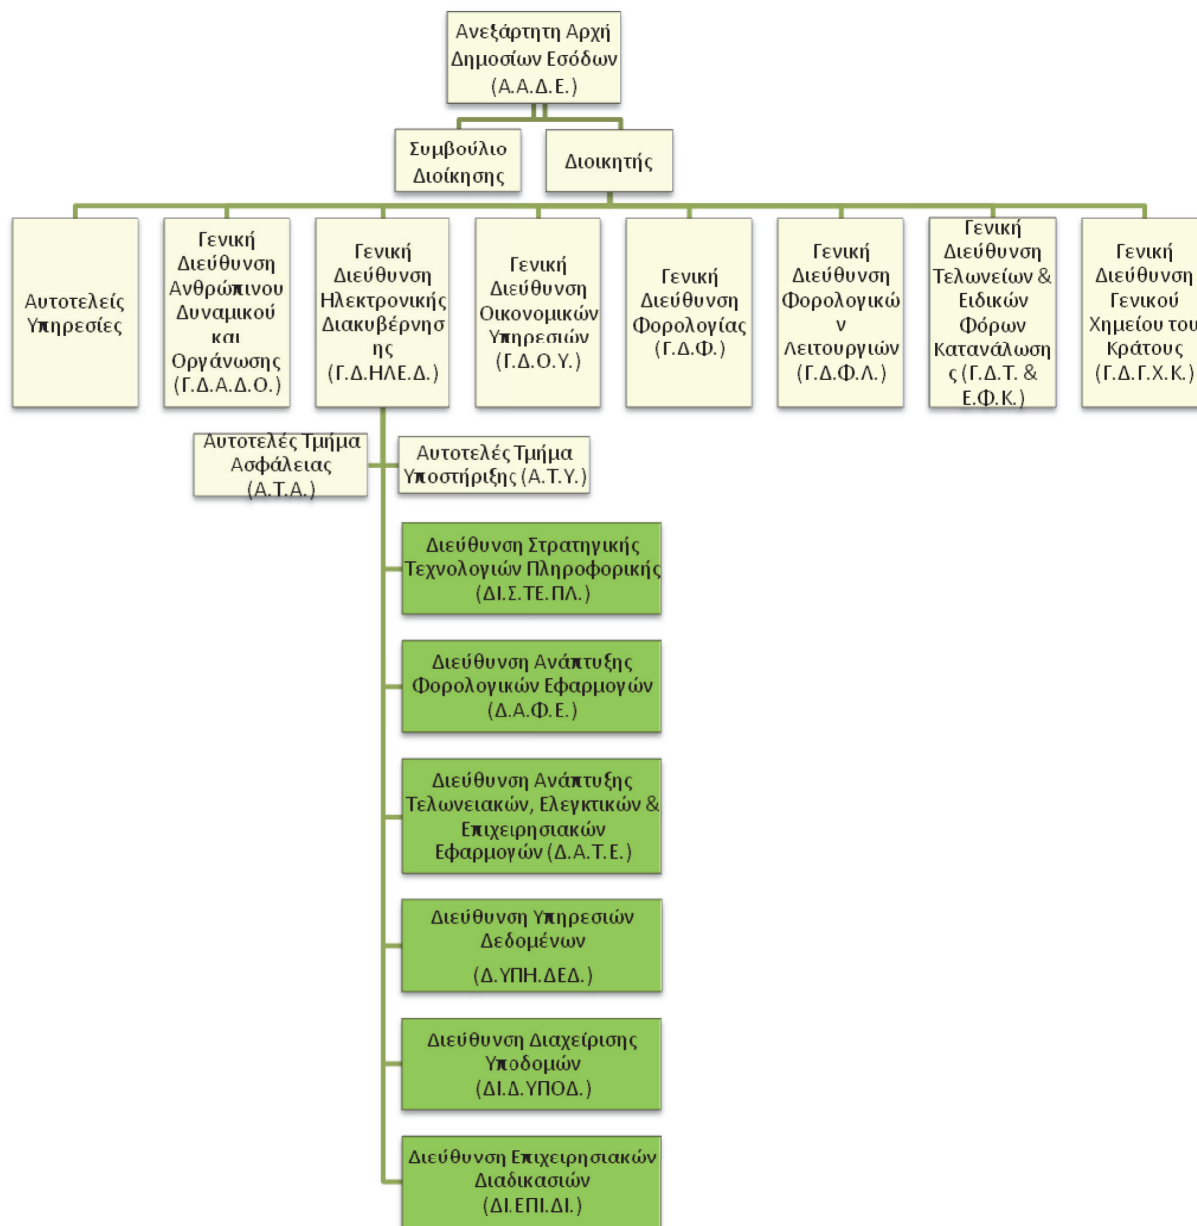 Ανεξάρτητη Αρχή
Δημοσίων Εσόδων
(Α.Α.Δ.Ε.)
Συμβούλιο
Διοίκησης
Διοικητής
Αυτοτελείς
Υπηρεσίες
Γενική
Διεύθυνση
Ανθρώπινου
Δυναμικού
και
Οργάνωσης
(Γ.Δ.Α.Δ.Ο.)
Γενική
Διεύθυνση
Ηλεκτρονικής
Διακυβέρνησ
ης
(Γ.Δ.ΗΛΕ.Δ.)
Γενική
Διεύθυνση
Οικονομικών
Υπηρεσιών
(Γ.Δ.Ο.Υ.)
Γενική
Διεύθυνση
Φορολογίας
(Γ.Δ.Φ.)
Γενική
Διεύθυνση
Φορολογικώ
ν
Λειτουργιών
(Γ.Δ.Φ.Λ.)
Γενική
Διεύθυνση
Τελωνείων &
Ειδικών
Φόρων
Κατανάλωση
ς (Γ.Δ.Τ. &
Ε.Φ.Κ.)
Γενική
Διεύθυνση
Γενικού
Χημείου του
Κράτους
(Γ.Δ.Γ.Χ.Κ.)
Αυτοτελές Τμήμα
Ασφάλειας
(Α.Τ.Α.)
Αυτοτελές Τμήμα
Υποστήριξης (Α.Τ.Υ.)
Διεύθυνση Στρατηγικής
Τεχνολογιών Πληροφορικής
(ΔΙ.Σ.ΤΕ.ΠΛ.)
Διεύθυνση Ανάπτυξης
Φορολογικών Εφαρμογών
(Δ.Α.Φ.Ε.)
Διεύθυνση Ανάπτυξης
Τελωνειακών, Ελεγκτικών &
Επιχειρησιακών
Εφαρμογών (Δ.Α.Τ.Ε.)
Διεύθυνση Υπηρεσιών
Δεδομένων
(Δ.ΥΠΗ.ΔΕΔ.)
Διεύθυνση Διαχείρισης
Υποδομών
(ΔΙ.Δ.ΥΠΟΔ.)
Διεύθυνση Επιχειρησιακών
Διαδικασιών
(ΔΙ.ΕΠΙ.ΔΙ.)